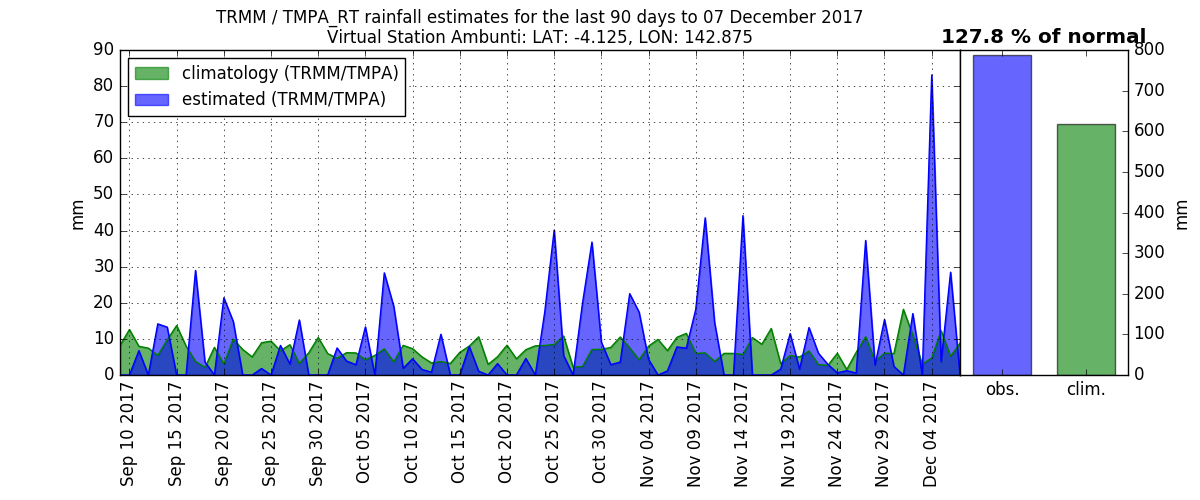 TRMM / TMPA_RT rainfall estimates for the last 90 days to 07 December 2017
Virtual Station Ambunti: LAT: -4.125, LON: 142.875
127.8 % of normal
climatology (TRMM/TMPA)
estimated (TRMM/TMPA)
90
80
70
60
50
40
30
20
10
0
mm
800
700
600
500
400
300
200
100
0
mm
obs.
clim.
Sep 10 2017
Sep 15 2017
Sep 20 2017
Sep 25 2017
Sep 30 2017
Oct 05 2017
Oct 10 2017
Oct 15 2017
Oct 20 2017
Oct 25 2017
Oct 30 2017
Nov 04 2017
Nov 09 2017
Nov 14 2017
Nov 19 2017
Nov 24 2017
Nov 29 2017
Dec 04 2017